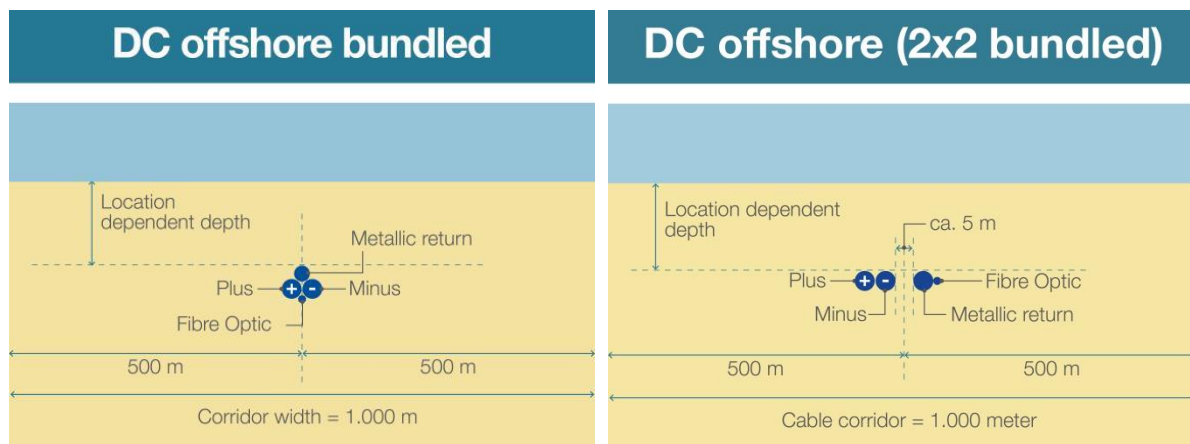 DC offshore bundled
Location
dependent depth
Metallic return
Plus
+
-
Minus
Fibre Optic
500 m
500 m
Corridor width = 1.000 m
DC offshore (2x2 bundled)
Location dependent
depth
ca. 5 m
Plus
+
-
Fibre Optic
Minus
Metallic return
500 m
500 m
Cable corridor = 1.000 meter